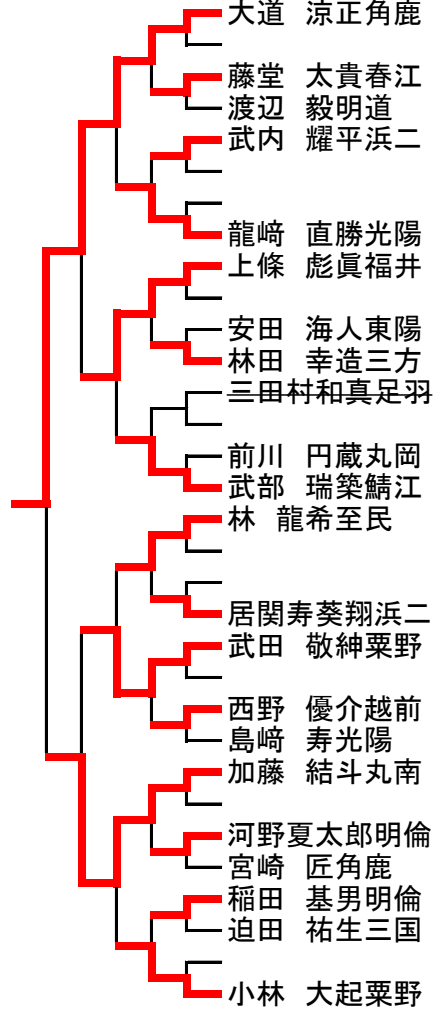 大道 涼正角鹿
藤堂 太貴春江
渡辺 毅明道
武内 耀平浜二
龍﨑 直勝光陽
上條 彪眞福井
安田 海人東陽
林田 幸造三方
三田村和真足羽
前川 円蔵丸岡
武部 瑞築鯖江
林 龍希至民
居関寿葵翔浜二
武田 敬紳粟野
西野 優介越前
島﨑 寿光陽
加藤 結斗丸南
河野夏太郎明倫
宮崎 匠角鹿
稲田 基男明倫
迫田 祐生三国
小林 大起粟野